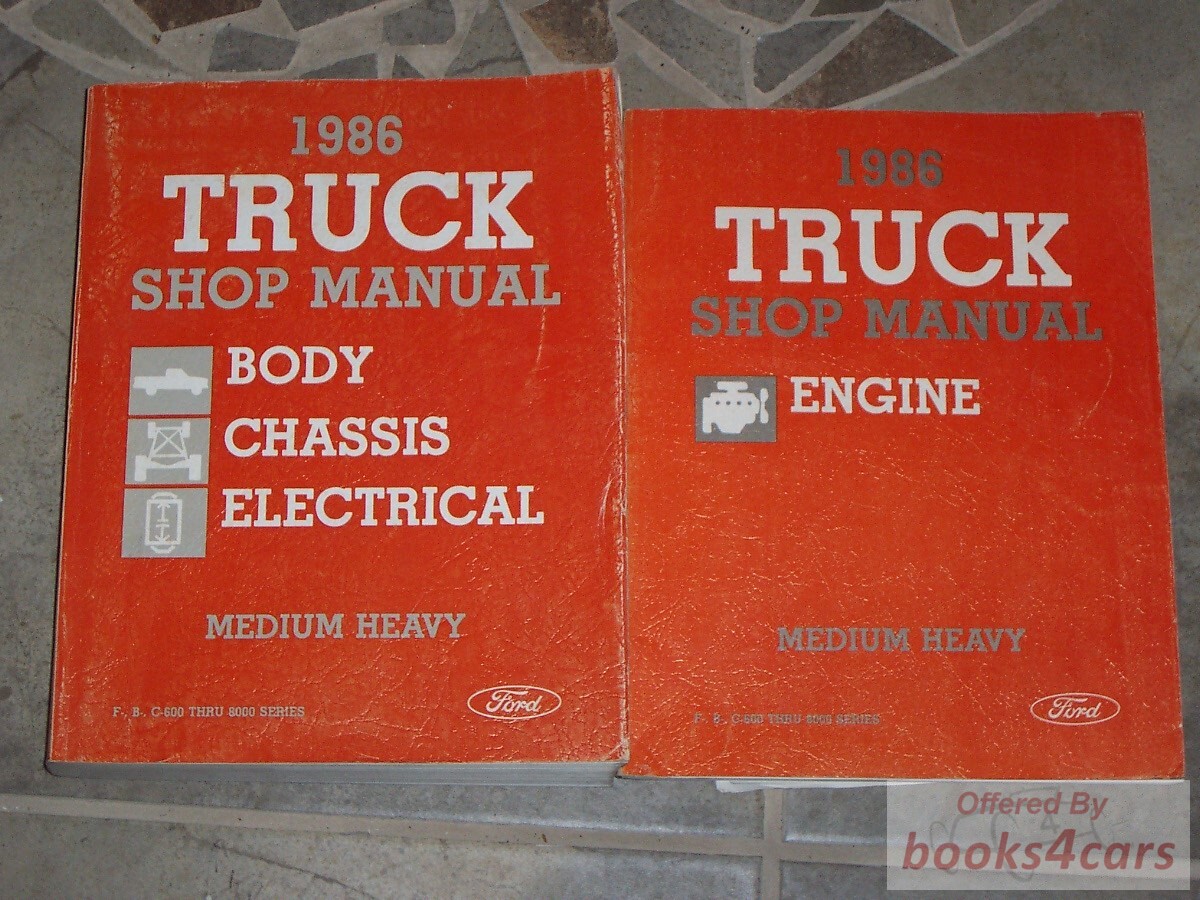 1986
TRUCK
SHOP MANUAL
BODY
CHASSIS
ELECTRICAL
MEDIUM HEAVY
F-, B-, C-600 THRU 8000 SERIES
Ford
1986
TRUCK
SHOP MANUAL
ENGINE
MEDIUM HEAVY
F-, B-, C-600 THRU 8000 SERIES
Ford
Offered By
books4cars